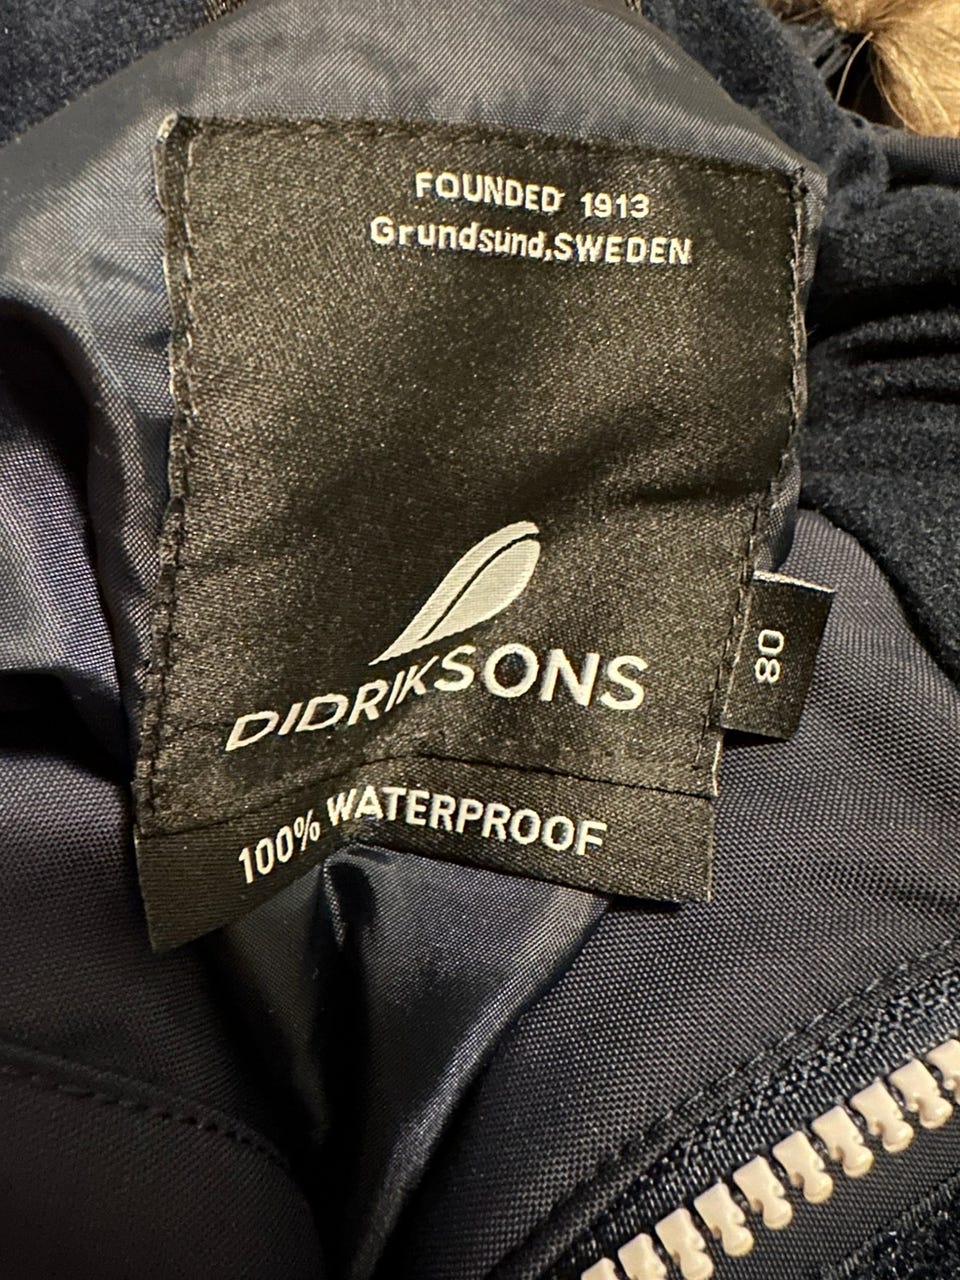 FOUNDED 1913
Grundsund,SWEDEN
DIDRIKSONS
80
100% WATERPROOF